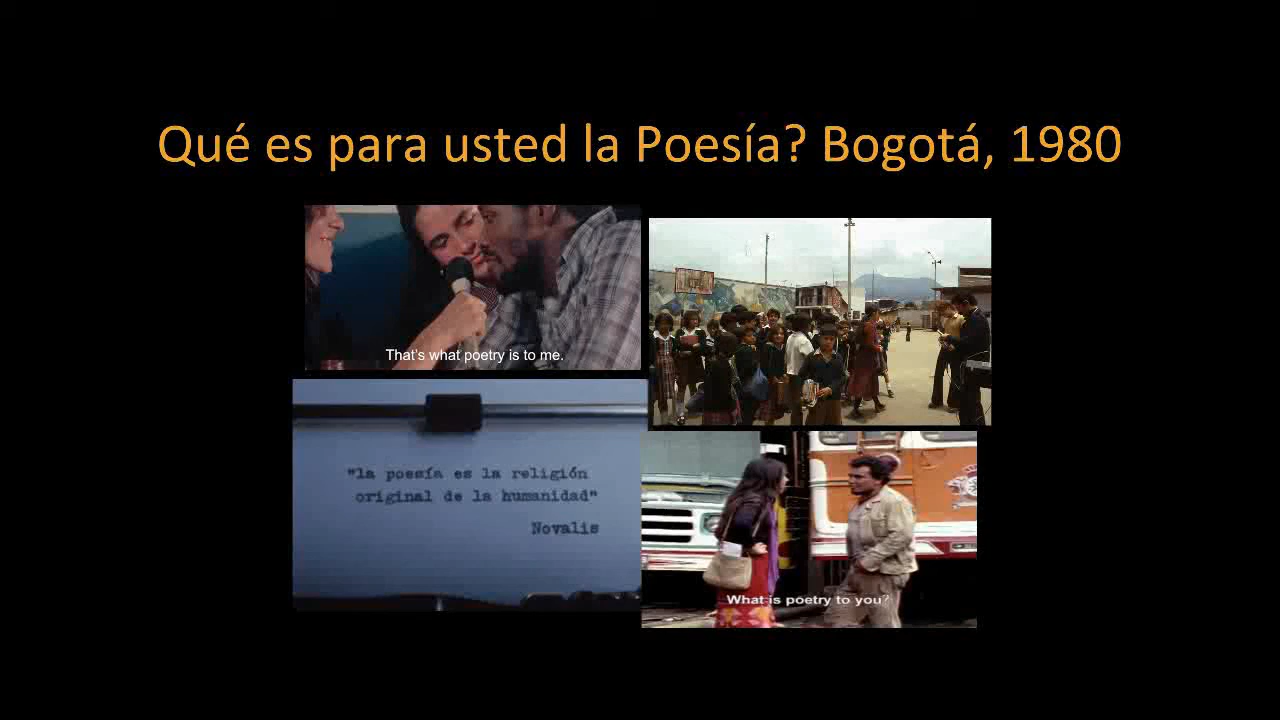 Qué es para usted la Poesía? Bogotá, 1980
That's what poetry is to me.
"la poesía es la religión
original de la humanidad"
Novalis
What is poetry to you?